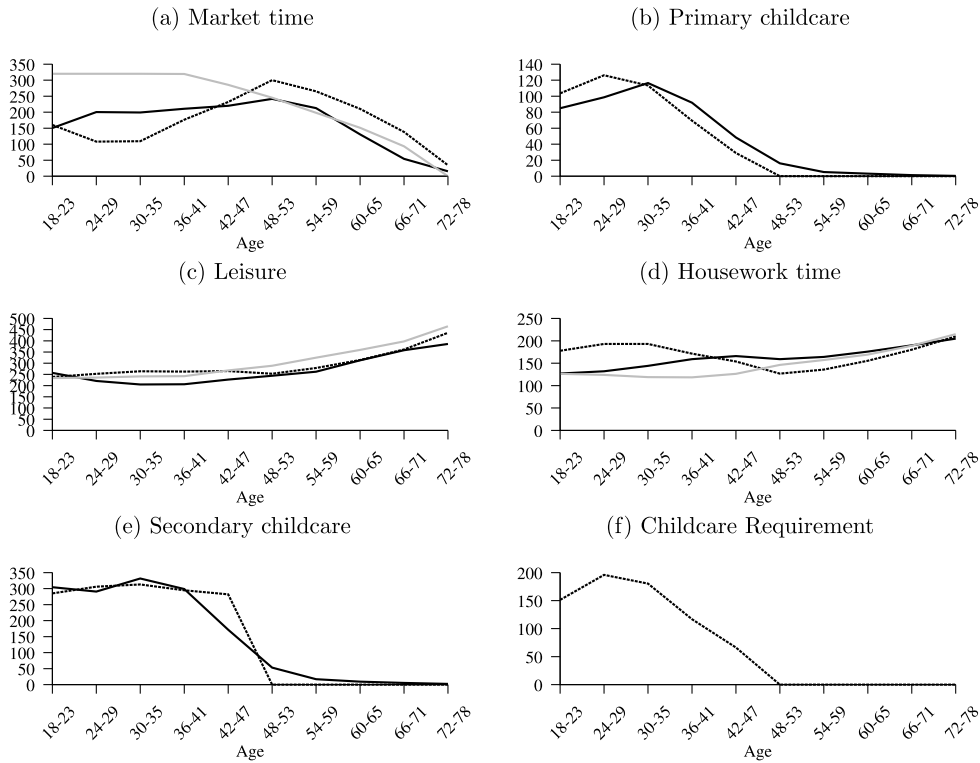 (a) Market time
350
300
250
200
150
100
50
0
18-23 24-29 30-35 36-41 42-47 48-53 54-59 60-65 66-71 72-78
Age
(b) Primary childcare
140
120
100
80
60
40
20
0
18-23 24-29 30-35 36-41 42-47 48-53 54-59 60-65 66-71 72-78
Age
(c) Leisure
500
450
400
350
300
250
200
150
100
50
0
18-23 24-29 30-35 36-41 42-47 48-53 54-59 60-65 66-71 72-78
Age
(d) Housework time
250
200
150
100
50
0
18-23 24-29 30-35 36-41 42-47 48-53 54-59 60-65 66-71 72-78
Age
(e) Secondary childcare
350
300
250
200
150
100
50
0
18-23 24-29 30-35 36-41 42-47 48-53 54-59 60-65 66-71 72-78
Age
(f) Childcare Requirement
200
150
100
50
0
18-23 24-29 30-35 36-41 42-47 48-53 54-59 60-65 66-71 72-78
Age